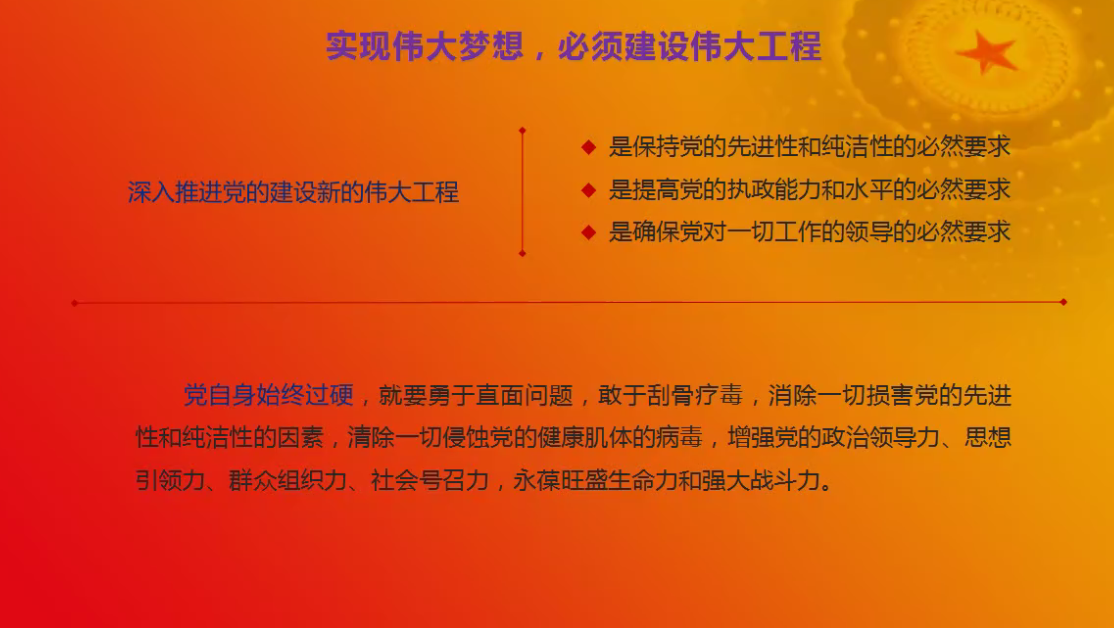 实现伟大梦想，必须建设伟大工程
深入推进党的建设新的伟大工程
是保持党的先进性和纯洁性的必然要求
是提高党的执政能力和水平的必然要求
是确保党对一切工作的领导的必然要求
党自身始终过硬，就要勇于直面问题，敢于刮骨疗毒，消除一切损害党的先进
性和纯洁性的因素，清除一切侵蚀党的健康肌体的病毒，增强党的政治领导力、思想
引领力、群众组织力、社会号召力，永葆旺盛生命力和强大战斗力。